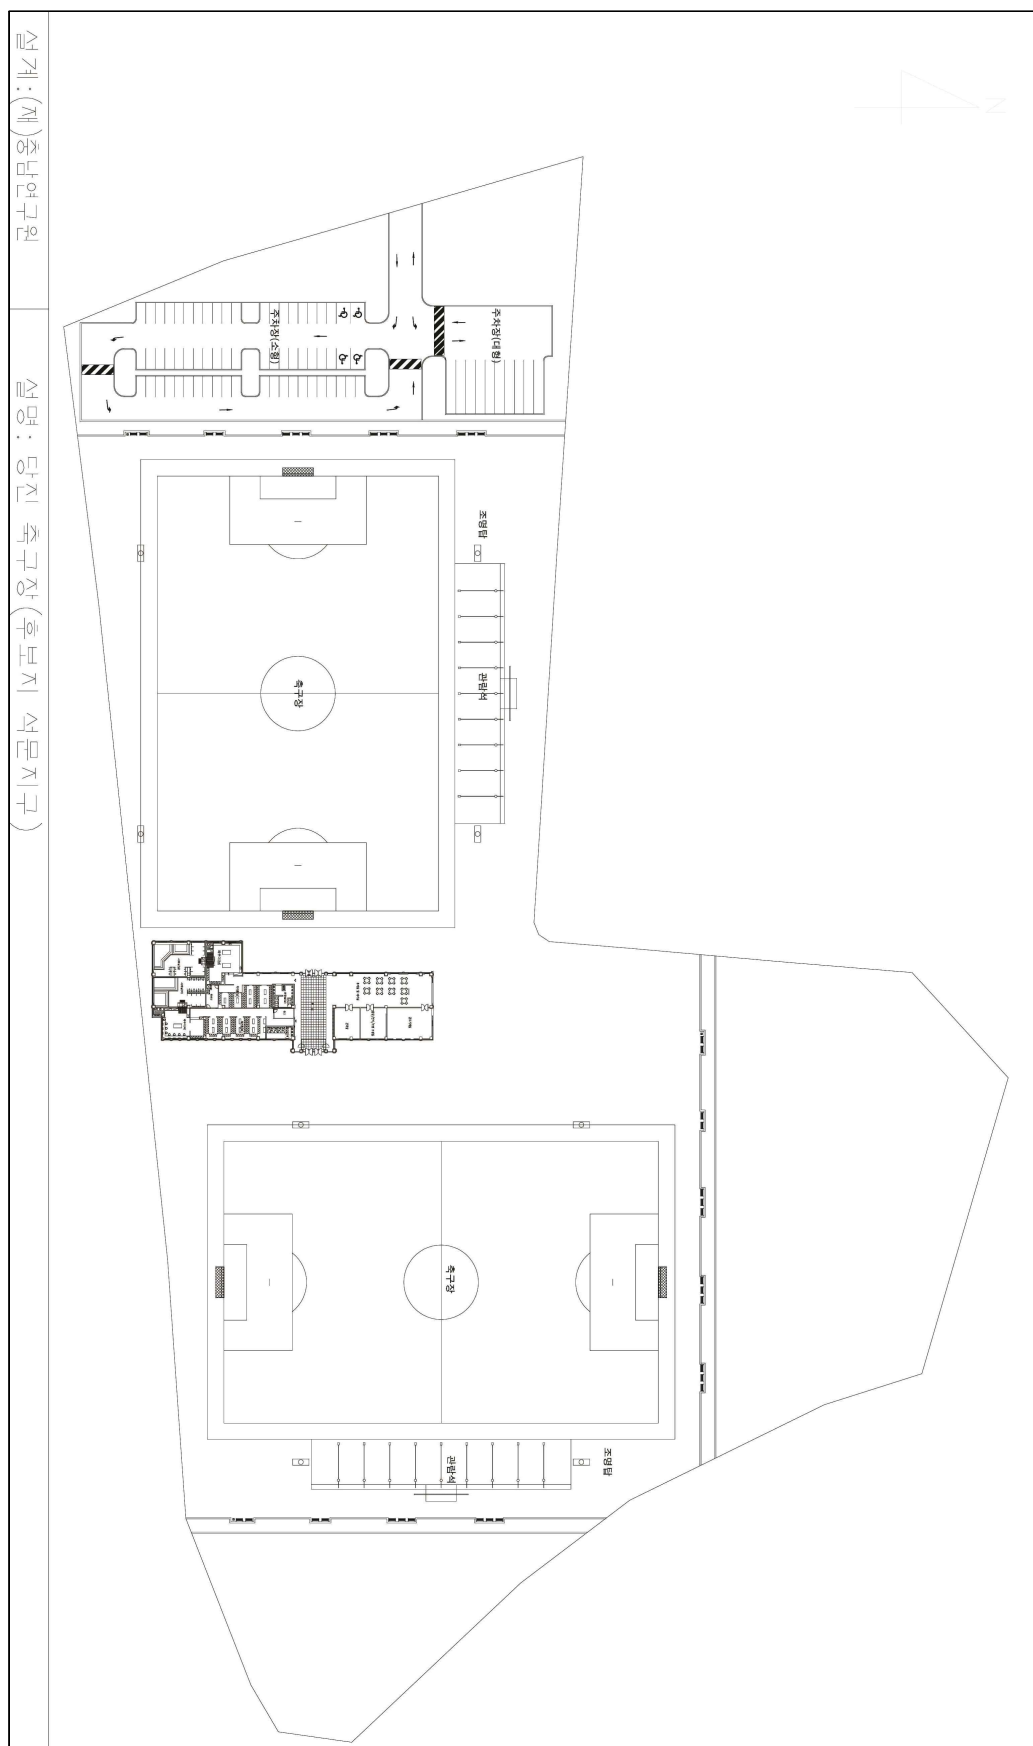 설계:(재)충남연구원
설명: 당진 축구장(후보지 석문지구)
N
주차장(대형)
주차장(소형)
조명탑
관람석
축구장
축구장
관람석
조명탑